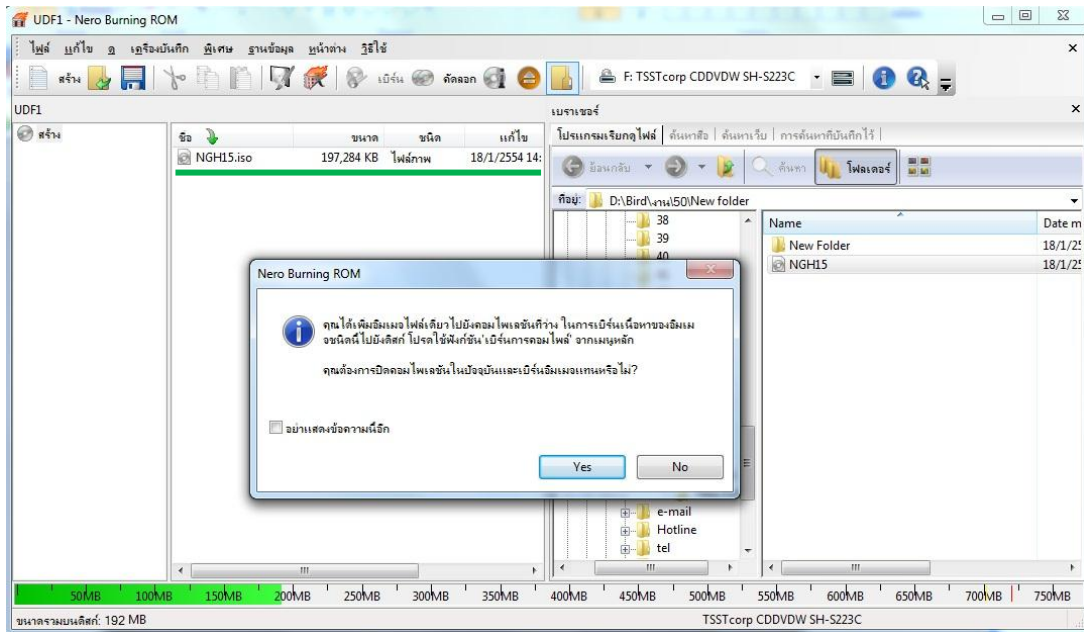 UDF1 - Nero Burning ROM
ไฟล์ แก้ไข ดู เครื่องบันทึก พิเศษ ฐานข้อมูล หน้าต่าง วิธีใช้
สร้าง เบิร์น คัดลอก F: TSSTcorp CDDVDW SH-S223C
UDF1
เบราเซอร์
สร้าง
ชื่อ ขนาด ชนิด แก้ไข
NGH15.iso 197,284 KB ไฟล์ภาพ 18/1/2554 14:
โปรแกรมเรียกดูไฟล์ ค้นหาสื่อ ค้นหาเว็บ การค้นหาที่บันทึกไว้
ย้อนกลับ ค้นหา โฟลเดอร์
ที่อยู่: D:\Bird\งาน\50\New folder
38
39
40
Name Date m
New Folder 18/1/25
NGH15 18/1/25
Nero Burning ROM
คุณได้เพิ่มอิมเมจไฟล์เดียวไปยังคอมไพเลชันที่ว่าง ในการเบิร์นเนื้อหาของอิมเม
จชนิดนี้ไปยังดิสก์ โปรดใช้ฟังก์ชัน'เบิร์นการคอมไพล์' จากเมนูหลัก
คุณต้องการปิดคอมไพเลชันในปัจจุบันและเบิร์นอิมเมจแทนหรือไม่?
อย่าแสดงข้อความนี้อีก
Yes No
e-mail
Hotline
tel
50MB 100MB 150MB 200MB 250MB 300MB 350MB 400MB 450MB 500MB 550MB 600MB 650MB 700MB 750MB
ขนาดรวมบนดิสก์: 192 MB TSSTcorp CDDVDW SH-S223C